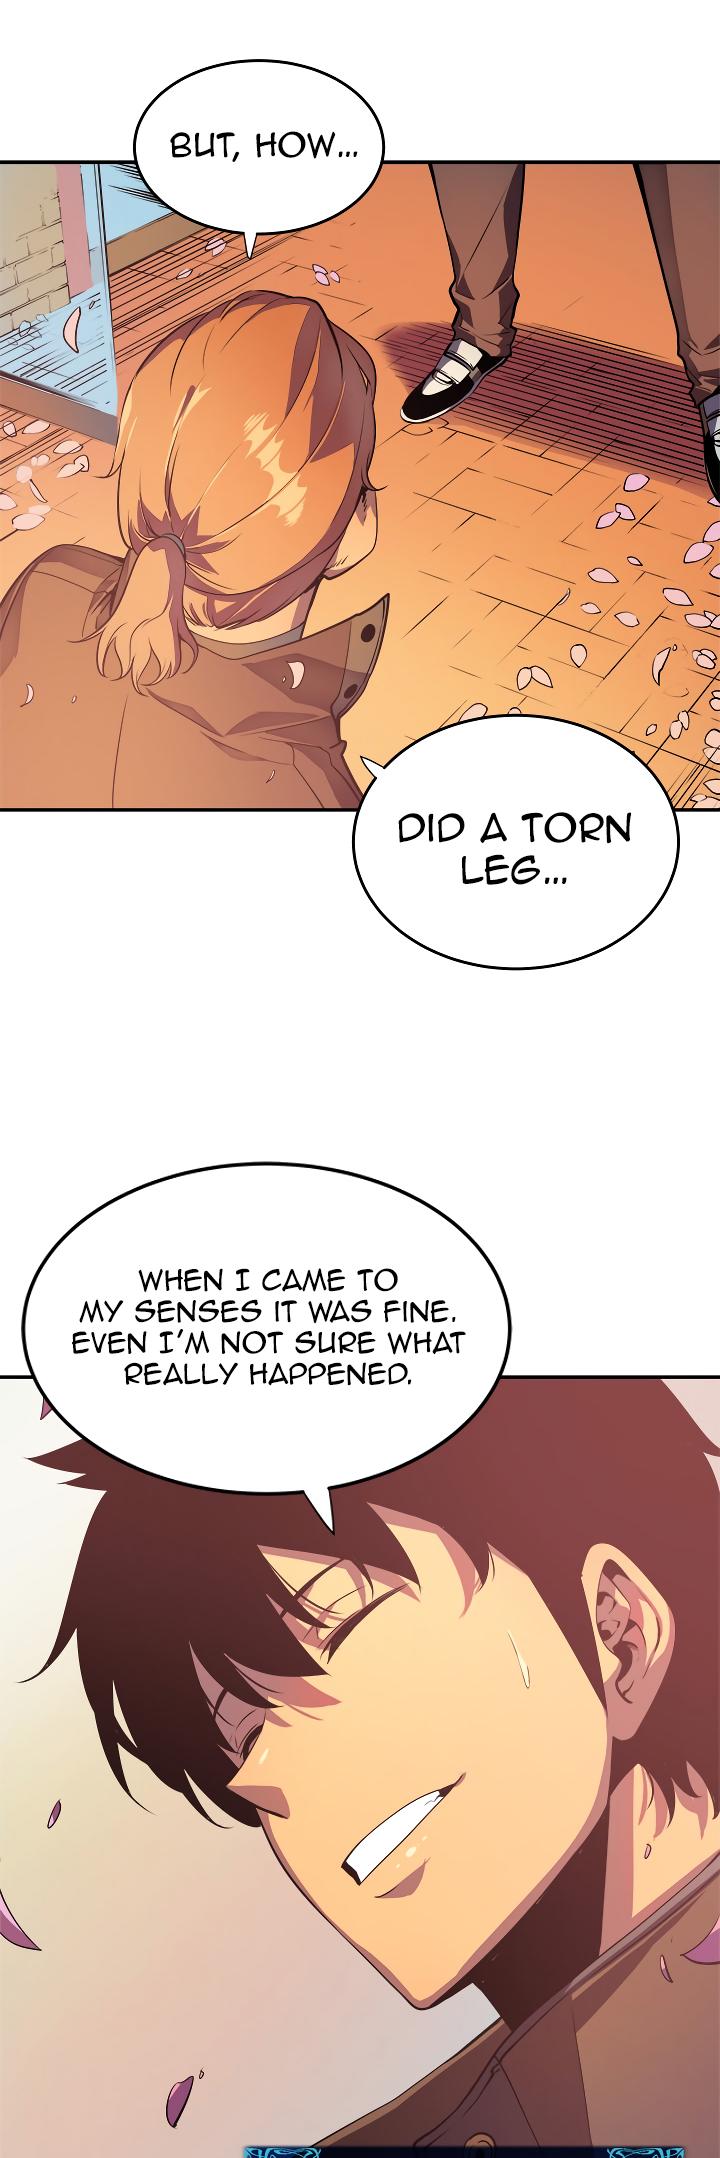 BUT, HOW...
DID A TORN
LEG...
WHEN I CAME TO
MY SENSES IT WAS FINE.
EVEN I'M NOT SURE WHAT
REALLY HAPPENED.